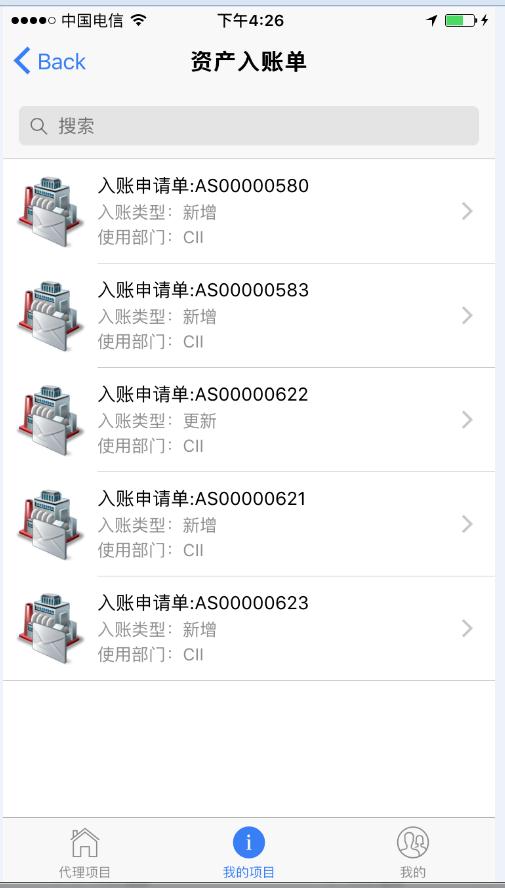 中国电信 下午4:26
Back 资产入账单
搜索
入账申请单:AS00000580
入账类型：新增
使用部门：CII
入账申请单:AS00000583
入账类型：新增
使用部门：CII
入账申请单:AS00000622
入账类型：更新
使用部门：CII
入账申请单:AS00000621
入账类型：新增
使用部门：CII
入账申请单:AS00000623
入账类型：新增
使用部门：CII
代理项目 我的项目 我的